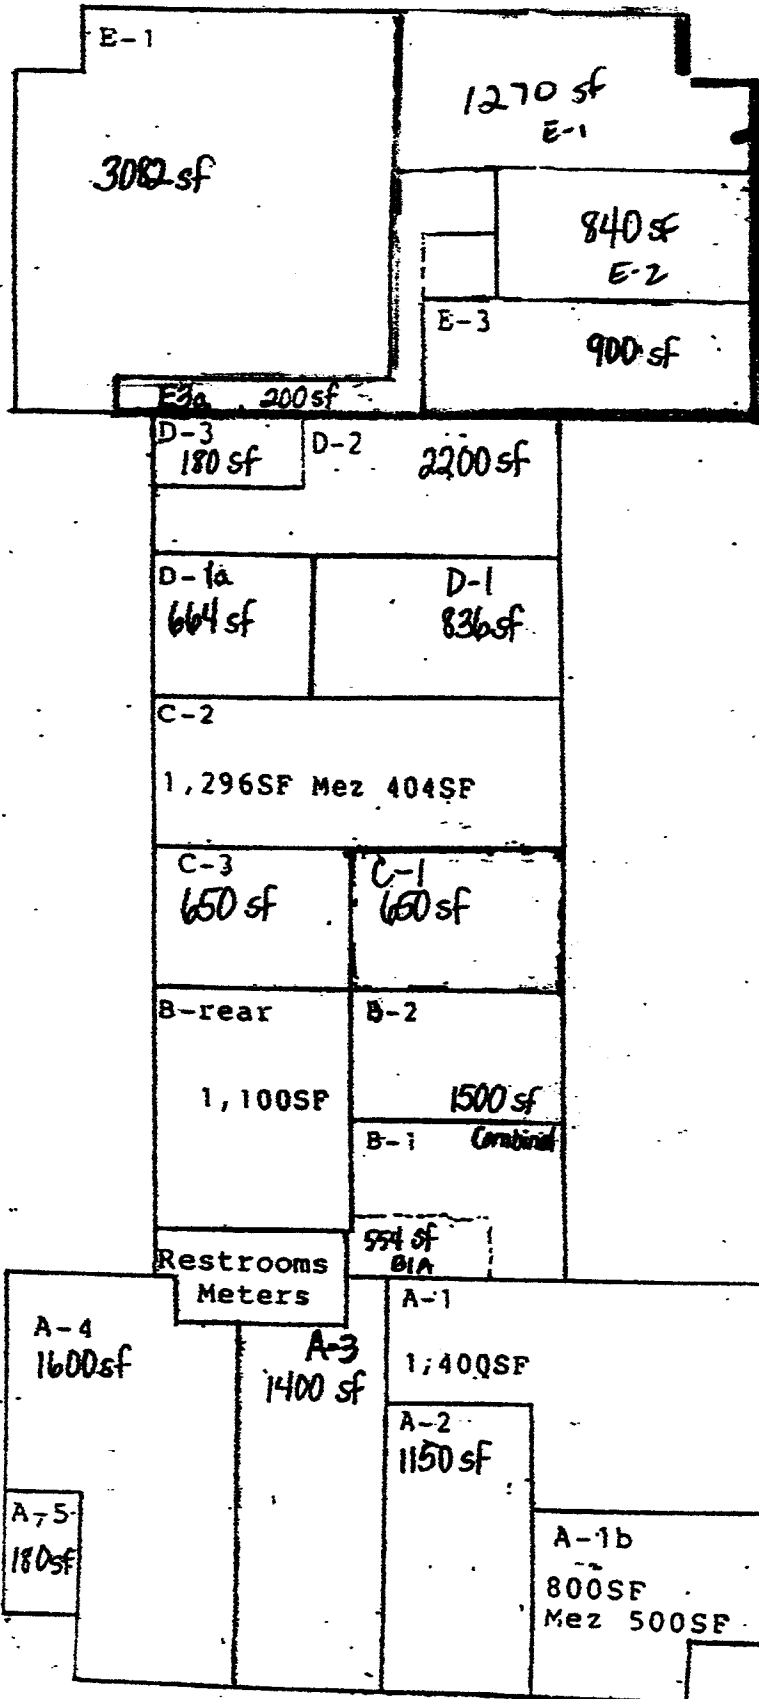 E-1
1270 sf
E-1
3082 sf
840 sf
E-2
E-3
900 sf
E3a 200 sf
D-3
180 sf
D-2
2200 sf
D-1a
664 sf
D-1
836 sf
C-2
1,296SF Mez 404SF
C-3
650 sf
C-1
650 sf
B-rear
1,100SF
B-2
1500 sf
Combined
B-1
554 sf
B1A
Restrooms
Meters
A-1
1,400SF
A-4
1600sf
A-3
1400 sf
A-2
1150 sf
A-5
180sf
A-1b
800SF
Mez 500SF